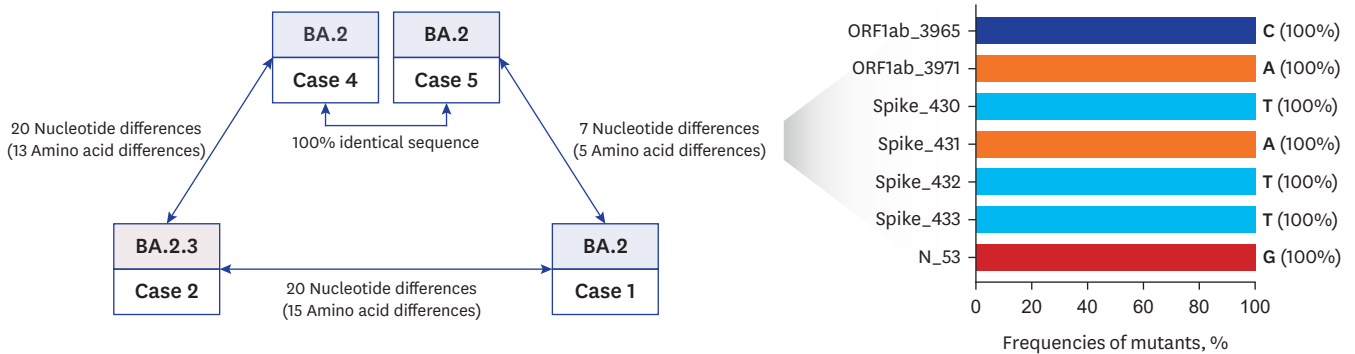 BA.2
Case 4
BA.2
Case 5
20 Nucleotide differences
(13 Amino acid differences)
100% identical sequence
7 Nucleotide differences
(5 Amino acid differences)
BA.2.3
Case 2
BA.2
Case 1
20 Nucleotide differences
(15 Amino acid differences)
ORF1ab_3965 C (100%)
ORF1ab_3971 A (100%)
Spike_430 T (100%)
Spike_431 A (100%)
Spike_432 T (100%)
Spike_433 T (100%)
N_53 G (100%)
0 20 40 60 80 100
Frequencies of mutants, %